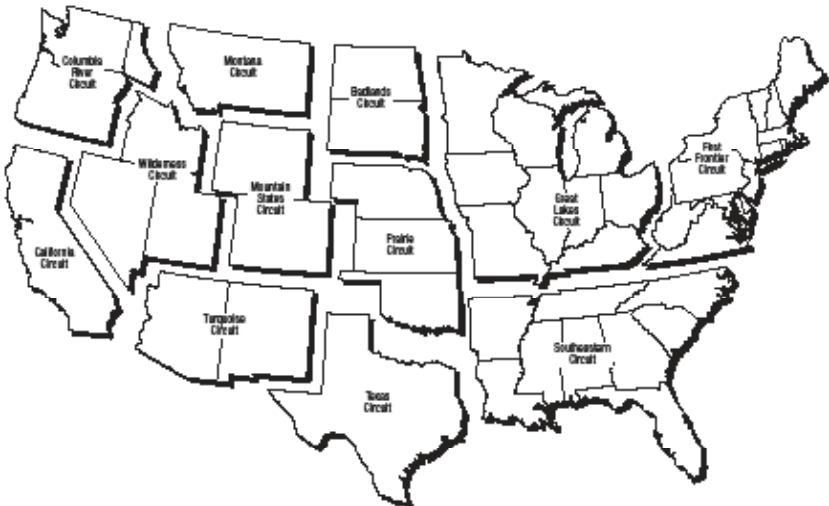 Columbia
River
Circuit
Montana
Circuit
Badlands
Circuit
First
Frontier
Circuit
Wilderness
Circuit
Mountain
States
Circuit
Great
Lakes
Circuit
California
Circuit
Prairie
Circuit
Turquoise
Circuit
Southeastern
Circuit
Texas
Circuit